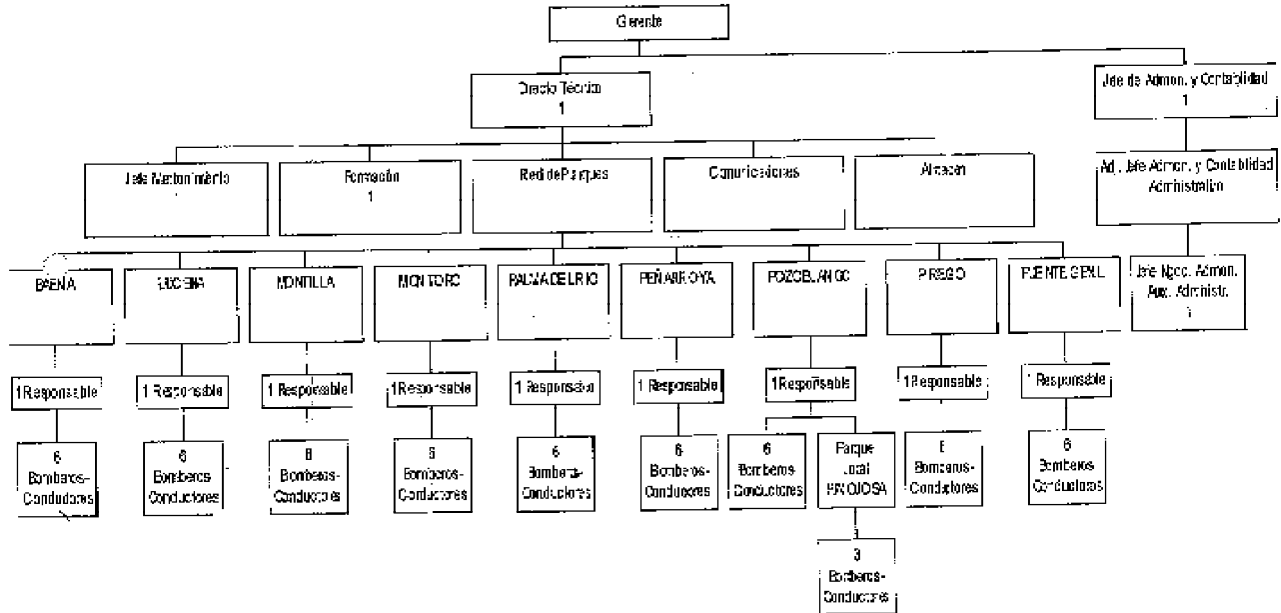 Gerente
Directo Técnico
1
Jefe de Admon. y Contabilidad
1
Jefe Mantenimiento
1
Formación
1
Red de Parques
Comunicaciones
Almacén
Adj. Jefe Admon. y Contabilidad
Administrativo
BAENA
LUCENA
MONTILLA
MONTORO
PALMA DEL RIO
PEÑARROYA
POZOBLANCO
PRIEGO
PUENTE GENIL
Jefe Ngdo. Admon.
Aux. Administr.
1
1 Responsable
1 Responsable
1 Responsable
1 Responsable
1 Responsable
1 Responsable
1 Responsable
1 Responsable
1 Responsable
6
Bomberos-
Conductores
6
Bomberos-
Conductores
6
Bomberos-
Conductores
6
Bomberos-
Conductores
6
Bomberos-
Conductores
6
Bomberos-
Conductores
6
Bomberos-
Conductores
Parque
Local
HINOJOSA
6
Bomberos-
Conductores
6
Bomberos-
Conductores
3
Bomberos-
Conductores